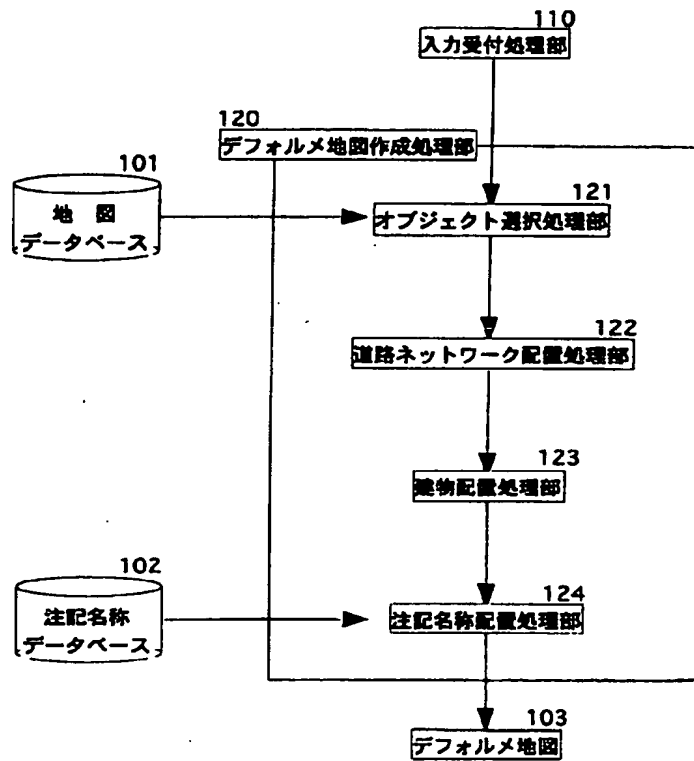 110
入力受付処理部
120
デフォルメ地図作成処理部
101
地 図
データベース
121
オブジェクト選択処理部
122
道路ネットワーク配置処理部
123
建物配置処理部
102
注記名称
データベース
124
注記名称配置処理部
103
デフォルメ地図